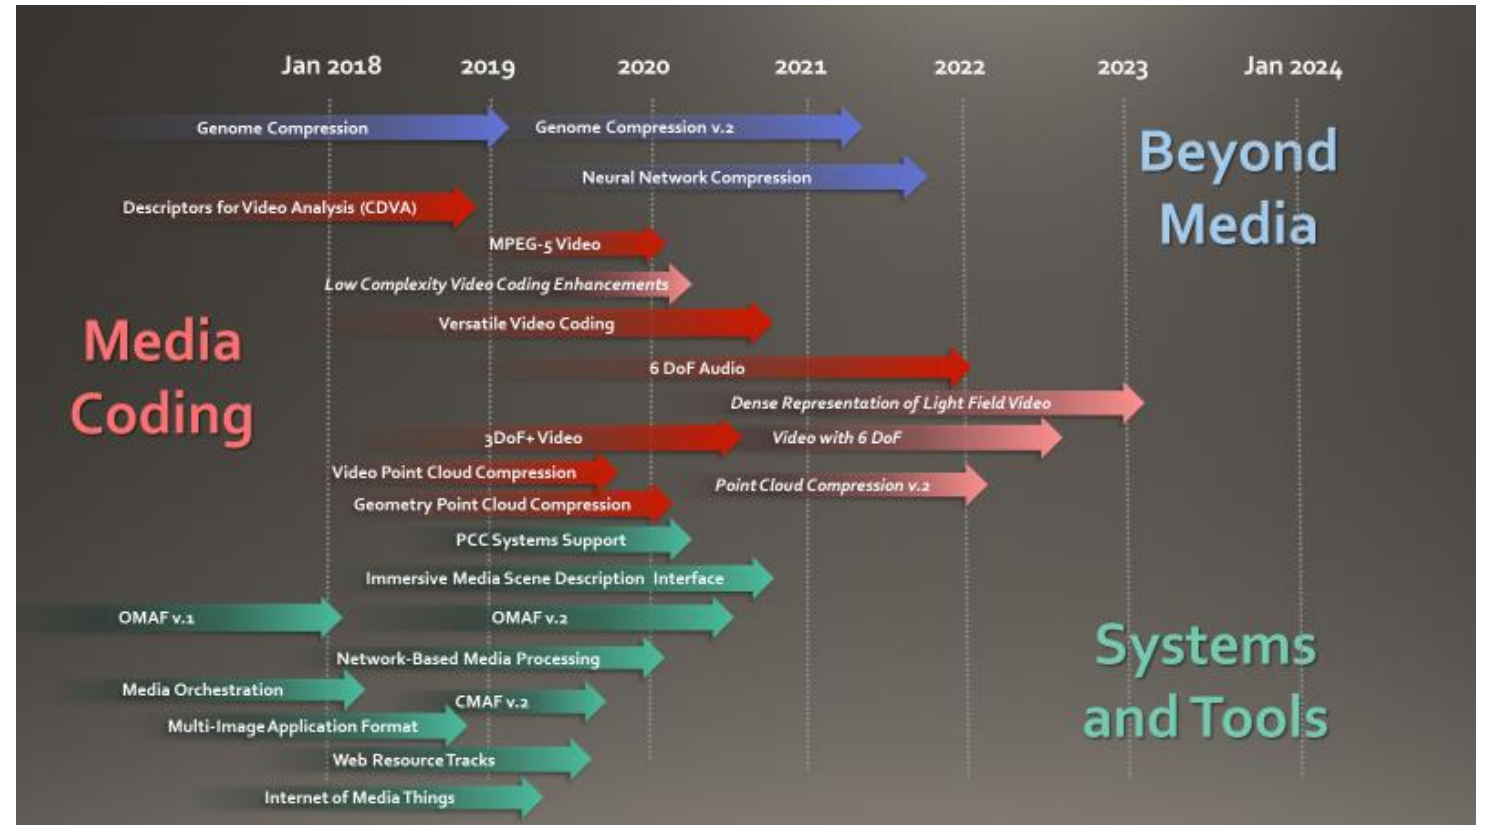 Jan 2018 2019 2020 2021 2022 2023 Jan 2024
Genome Compression Genome Compression v.2
Beyond
Media
Neural Network Compression
Descriptors for Video Analysis (CDVA)
MPEG-5 Video
Low Complexity Video Coding Enhancements
Media
Coding
Versatile Video Coding
6 DoF Audio
Dense Representation of Light Field Video
3DoF+ Video Video with 6 DoF
Video Point Cloud Compression
Point Cloud Compression v.2
Geometry Point Cloud Compression
PCC Systems Support
Immersive Media Scene Description Interface
OMAF v.1 OMAF v.2
Systems
and Tools
Network-Based Media Processing
Media Orchestration
CMAF v.2
Multi-Image Application Format
Web Resource Tracks
Internet of Media Things